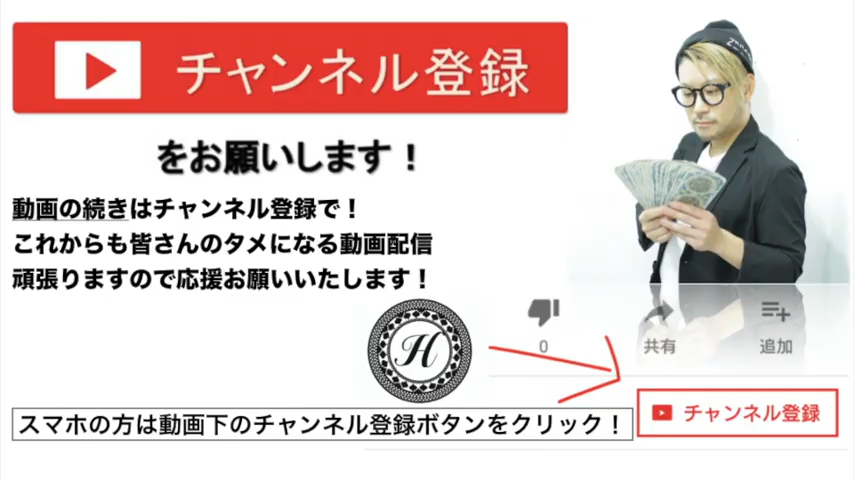 チャンネル登録
をお願いします！
動画の続きはチャンネル登録で！
これからも皆さんのタメになる動画配信
頑張りますので応援お願いいたします！
H
0
共有
追加
チャンネル登録
スマホの方は動画下のチャンネル登録ボタンをクリック！